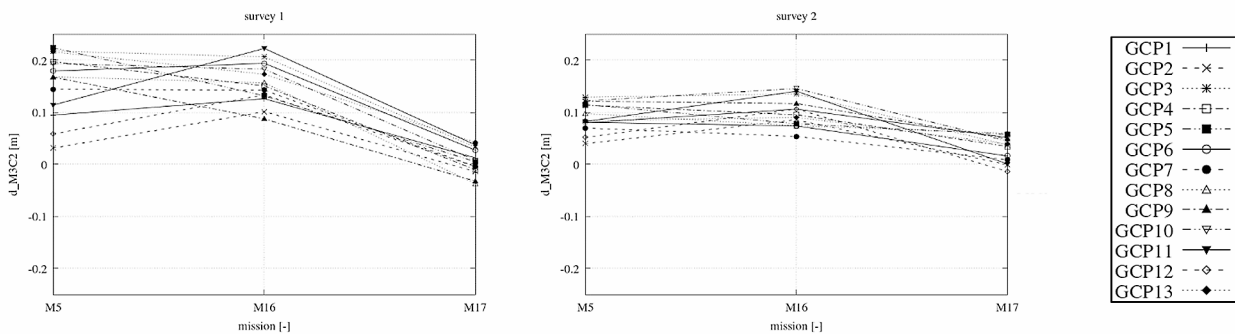 survey 1
0.2
0.1
0
-0.1
-0.2
d_M3C2 [m]
M5
M16
M17
mission [-]
survey 2
0.2
0.1
0
-0.1
-0.2
d_M3C2 [m]
M5
M16
M17
mission [-]
GCP1
GCP2
GCP3
GCP4
GCP5
GCP6
GCP7
GCP8
GCP9
GCP10
GCP11
GCP12
GCP13